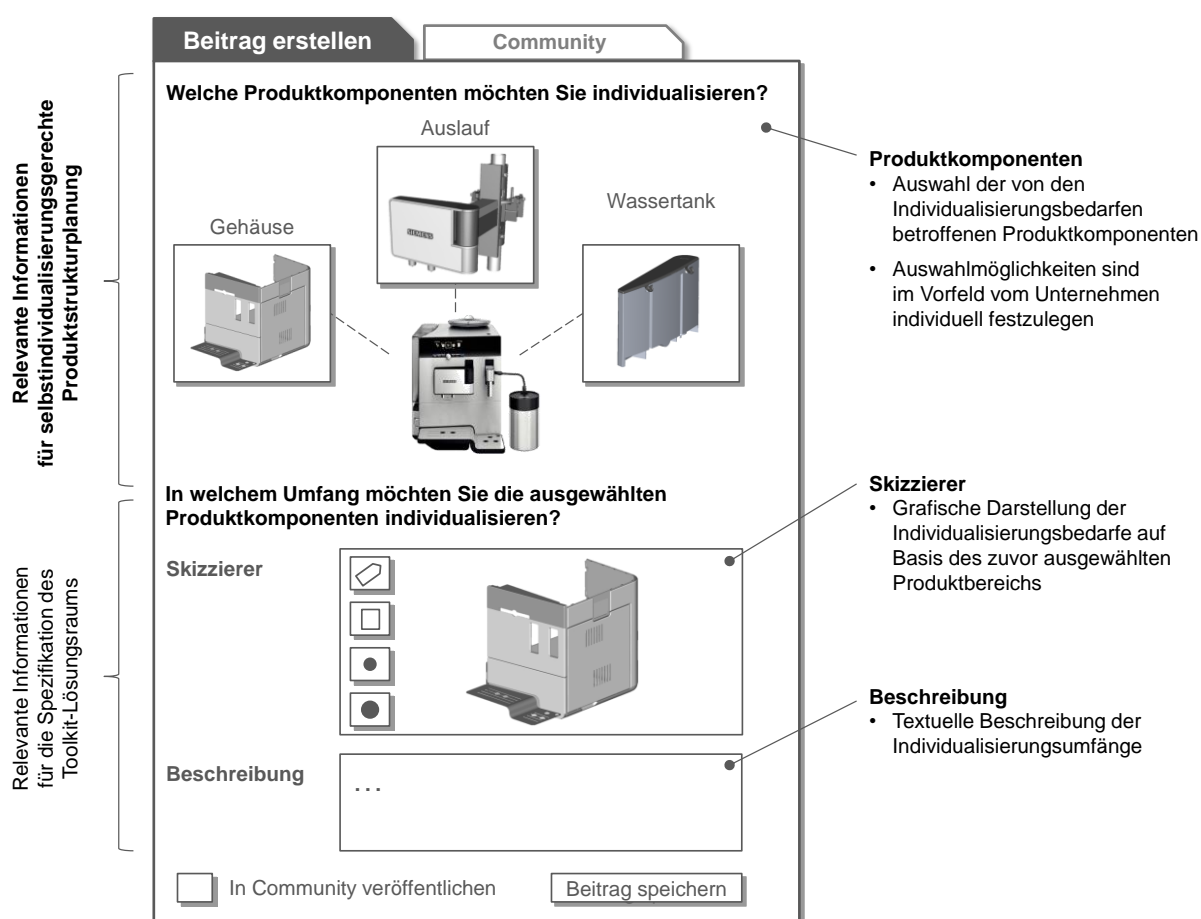 Beitrag erstellen
Community
Relevante Informationen
für selbstindividualisierungsgerechte
Produktstrukturplanung
Welche Produktkomponenten möchten Sie individualisieren?
Auslauf
Gehäuse
Wassertank
SIEMENS
Produktkomponenten
• Auswahl der von den
Individualisierungsbedarfen
betroffenen Produktkomponenten
• Auswahlmöglichkeiten sind
im Vorfeld vom Unternehmen
individuell festzulegen
Relevante Informationen
für die Spezifikation des
Toolkit-Lösungsraums
In welchem Umfang möchten Sie die ausgewählten
Produktkomponenten individualisieren?
Skizzierer
Skizzierer
• Grafische Darstellung der
Individualisierungsbedarfe auf
Basis des zuvor ausgewählten
Produktbereichs
Beschreibung
...
Beschreibung
• Textuelle Beschreibung der
Individualisierungsumfänge
In Community veröffentlichen
Beitrag speichern